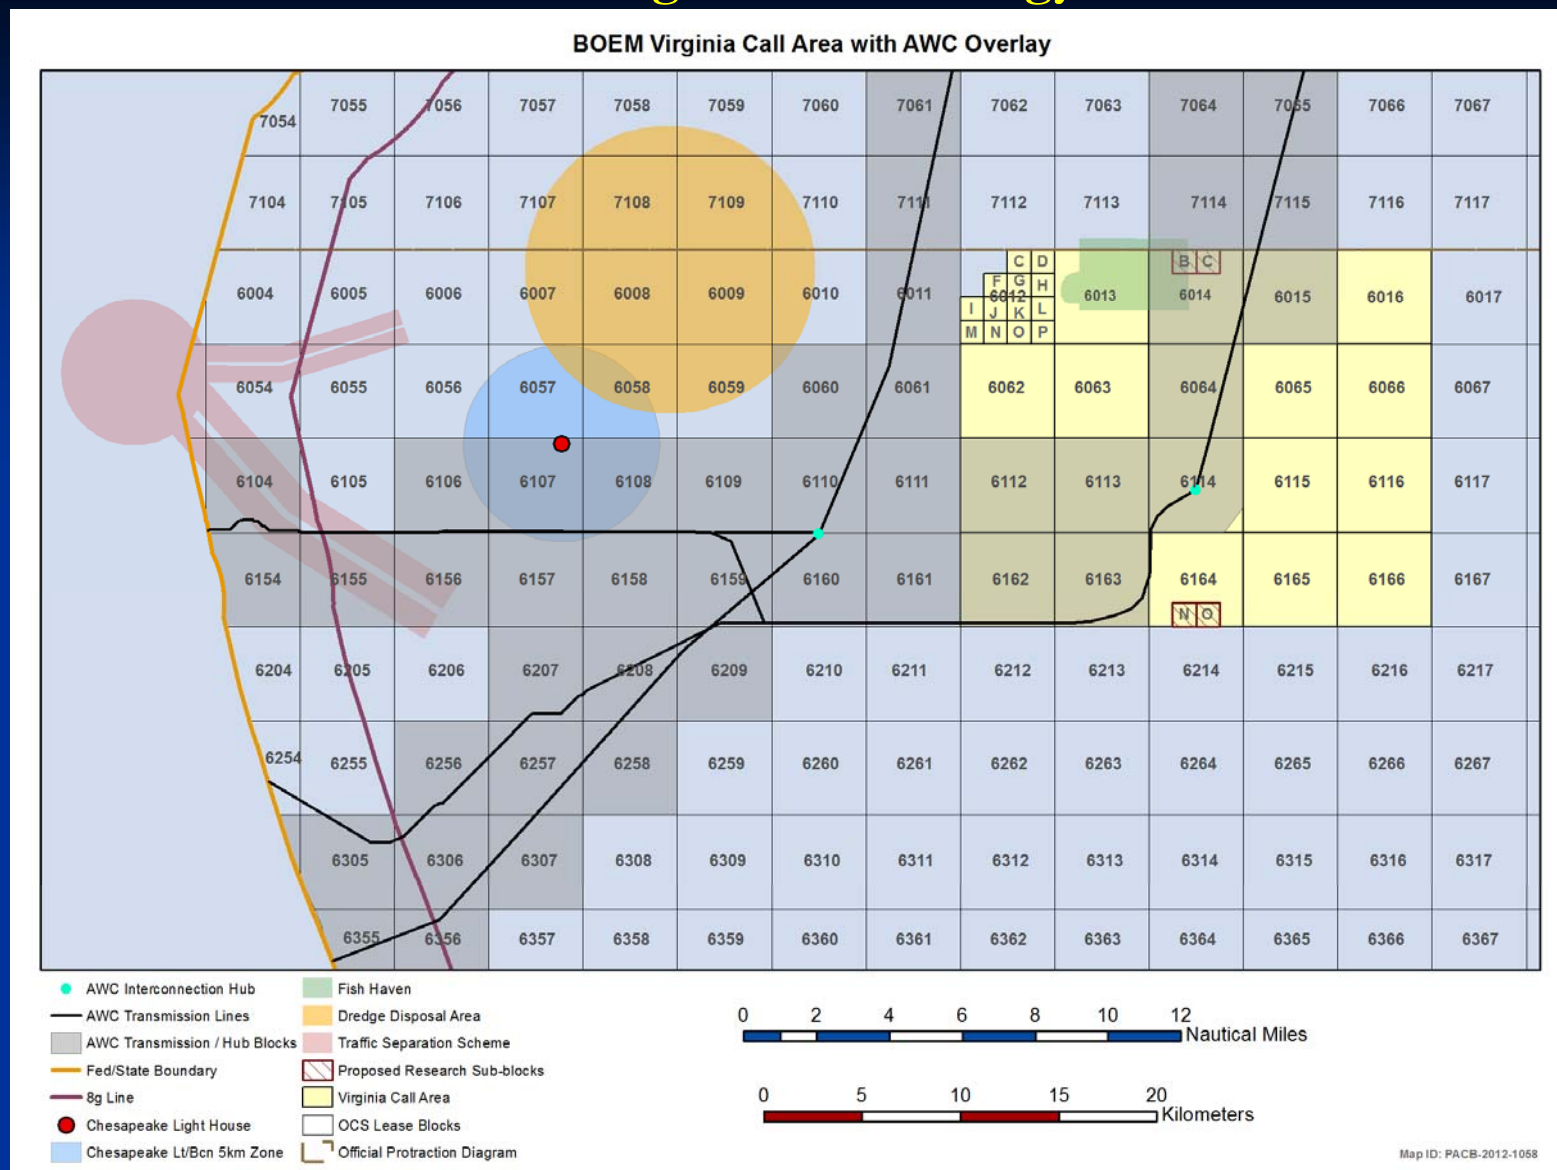 BOEM Virginia Call Area with AWC Overlay
7054 7055 7056 7057 7058 7059 7060 7061 7062 7063 7064 7065 7066 7067
7104 7105 7106 7107 7108 7109 7110 7111 7112 7113 7114 7115 7116 7117
C D B C
6004 6005 6006 6007 6008 6009 6010 6011 6012 6013 6014 6015 6016 6017
F G H
I J K L
M N O P
6054 6055 6056 6057 6058 6059 6060 6061 6062 6063 6064 6065 6066 6067
6104 6105 6106 6107 6108 6109 6110 6111 6112 6113 6114 6115 6116 6117
6154 6155 6156 6157 6158 6159 6160 6161 6162 6163 6164 6165 6166 6167
N O
6204 6205 6206 6207 6208 6209 6210 6211 6212 6213 6214 6215 6216 6217
6254 6255 6256 6257 6258 6259 6260 6261 6262 6263 6264 6265 6266 6267
6305 6306 6307 6308 6309 6310 6311 6312 6313 6314 6315 6316 6317
6355 6356 6357 6358 6359 6360 6361 6362 6363 6364 6365 6366 6367
AWC Interconnection Hub
AWC Transmission Lines
AWC Transmission / Hub Blocks
Fed/State Boundary
8g Line
Chesapeake Light House
Chesapeake Lt/Bcn 5km Zone
Fish Haven
Dredge Disposal Area
Traffic Separation Scheme
Proposed Research Sub-blocks
Virginia Call Area
OCS Lease Blocks
Official Protraction Diagram
0 2 4 6 8 10 12
Nautical Miles
0 5 10 15 20
Kilometers
Map ID: PACB-2012-1058